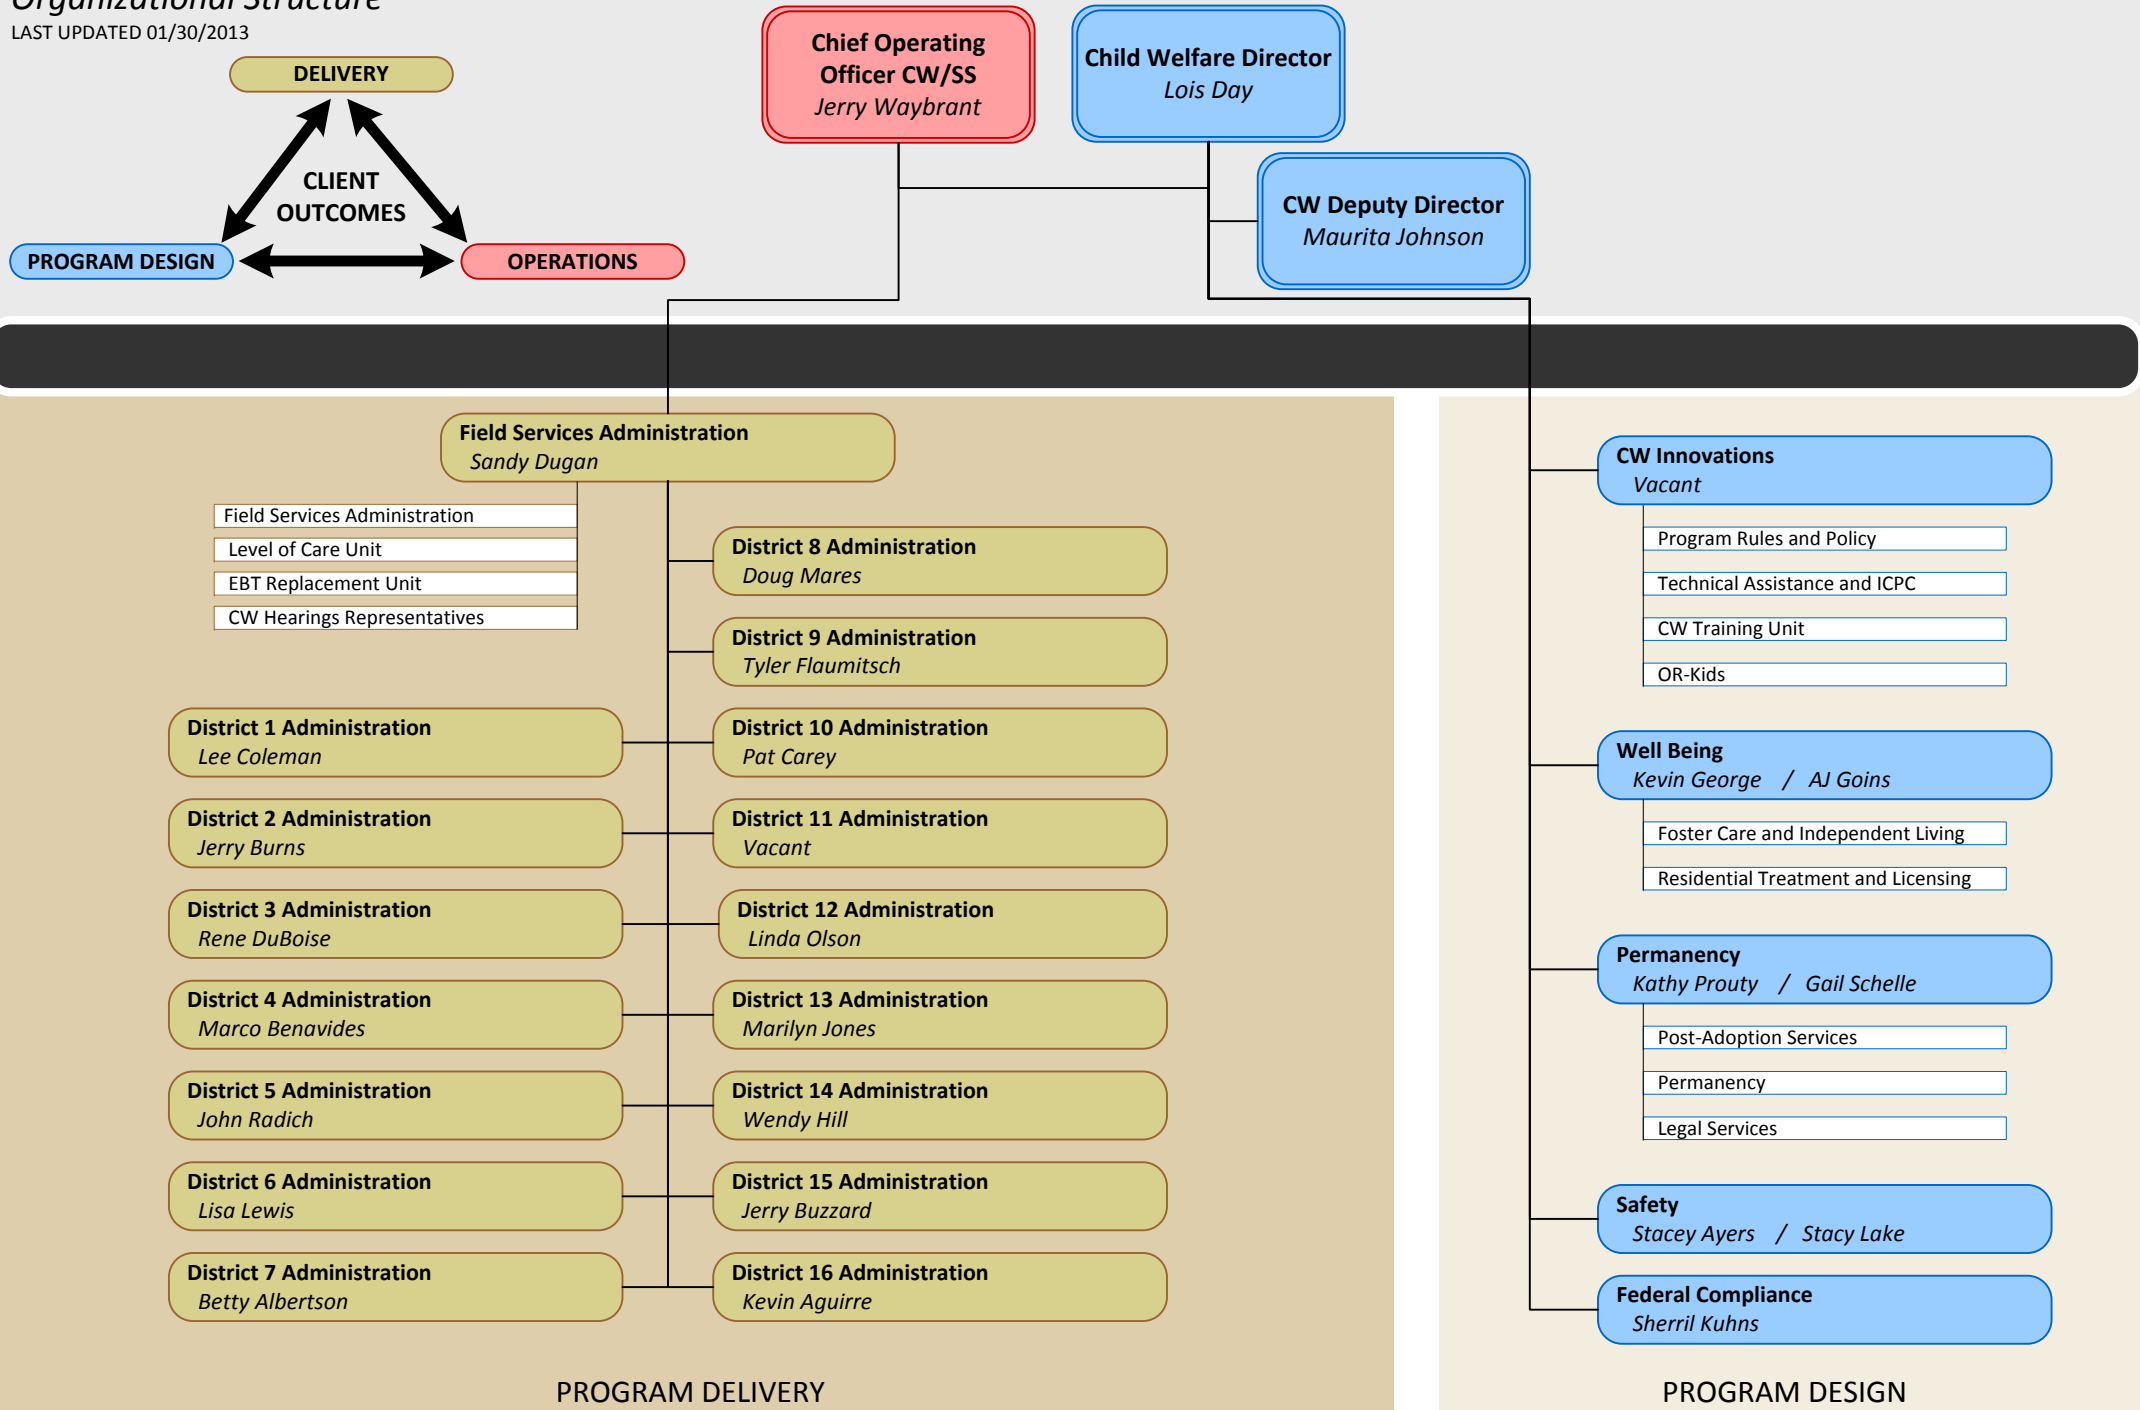 Organizational Structure
LAST UPDATED 01/30/2013
DELIVERY
CLIENT
OUTCOMES
PROGRAM DESIGN
OPERATIONS
Chief Operating
Officer CW/SS
Jerry Waybrant
Child Welfare Director
Lois Day
CW Deputy Director
Maurita Johnson
Field Services Administration
Sandy Dugan
Field Services Administration
Level of Care Unit
EBT Replacement Unit
CW Hearings Representatives
District 1 Administration
Lee Coleman
District 2 Administration
Jerry Burns
District 3 Administration
Rene DuBoise
District 4 Administration
Marco Benavides
District 5 Administration
John Radich
District 6 Administration
Lisa Lewis
District 7 Administration
Betty Albertson
District 8 Administration
Doug Mares
District 9 Administration
Tyler Flaumitsch
District 10 Administration
Pat Carey
District 11 Administration
Vacant
District 12 Administration
Linda Olson
District 13 Administration
Marilyn Jones
District 14 Administration
Wendy Hill
District 15 Administration
Jerry Buzzard
District 16 Administration
Kevin Aguirre
PROGRAM DELIVERY
CW Innovations
Vacant
Program Rules and Policy
Technical Assistance and ICPC
CW Training Unit
OR-Kids
Well Being
Kevin George / AJ Goins
Foster Care and Independent Living
Residential Treatment and Licensing
Permanency
Kathy Prouty / Gail Schelle
Post-Adoption Services
Permanency
Legal Services
Safety
Stacey Ayers / Stacy Lake
Federal Compliance
Sherril Kuhns
PROGRAM DESIGN